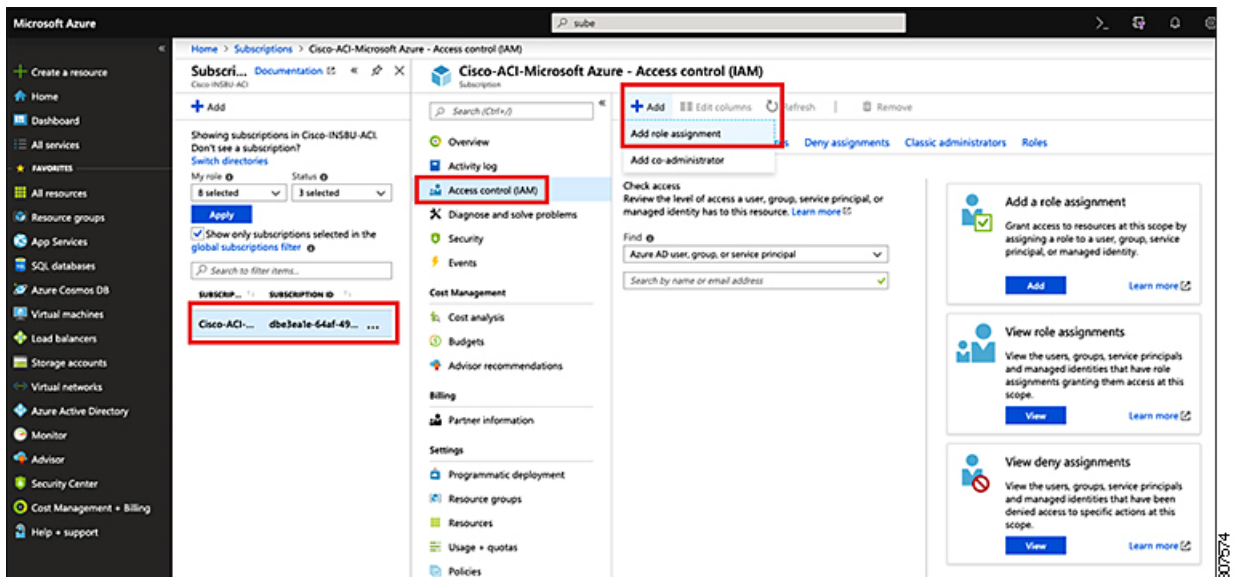 Microsoft Azure
sube
Home > Subscriptions > Cisco-ACI-Microsoft Azure - Access control (IAM)
Create a resource
Home
Dashboard
All services
FAVORITES
All resources
Resource groups
App Services
SQL databases
Azure Cosmos DB
Virtual machines
Load balancers
Storage accounts
Virtual networks
Azure Active Directory
Monitor
Advisor
Security Center
Cost Management + Billing
Help + support
Subscri... Documentation
Cisco-INSBU-ACI
Add
Showing subscriptions in Cisco-INSBU-ACI.
Don't see a subscription?
Switch directories
My role Status
8 selected 3 selected
Apply
Show only subscriptions selected in the
global subscriptions filter
Search to filter items...
SUBSCRIP... SUBSCRIPTION ID
Cisco-ACI-... dbe3ea1e-64af-49... ...
Cisco-ACI-Microsoft Azure - Access control (IAM)
Subscription
Search (Ctrl+/)
Overview
Activity log
Access control (IAM)
Diagnose and solve problems
Security
Events
Cost Management
Cost analysis
Budgets
Advisor recommendations
Billing
Partner information
Settings
Programmatic deployment
Resource groups
Resources
Usage + quotas
Policies
Add Edit columns Refresh Remove
Add role assignment
Add co-administrator
Deny assignments Classic administrators Roles
Check access
Review the level of access a user, group, service principal, or
managed identity has to this resource. Learn more
Find
Azure AD user, group, or service principal
Search by name or email address
Add a role assignment
Grant access to resources at this scope by
assigning a role to a user, group, service
principal, or managed identity.
Add Learn more
View role assignments
View the users, groups, service principals
and managed identities that have role
assignments granting them access at this
scope.
View Learn more
View deny assignments
View the users, groups, service principals
and managed identities that have been
denied access to specific actions at this
scope.
View Learn more
307574